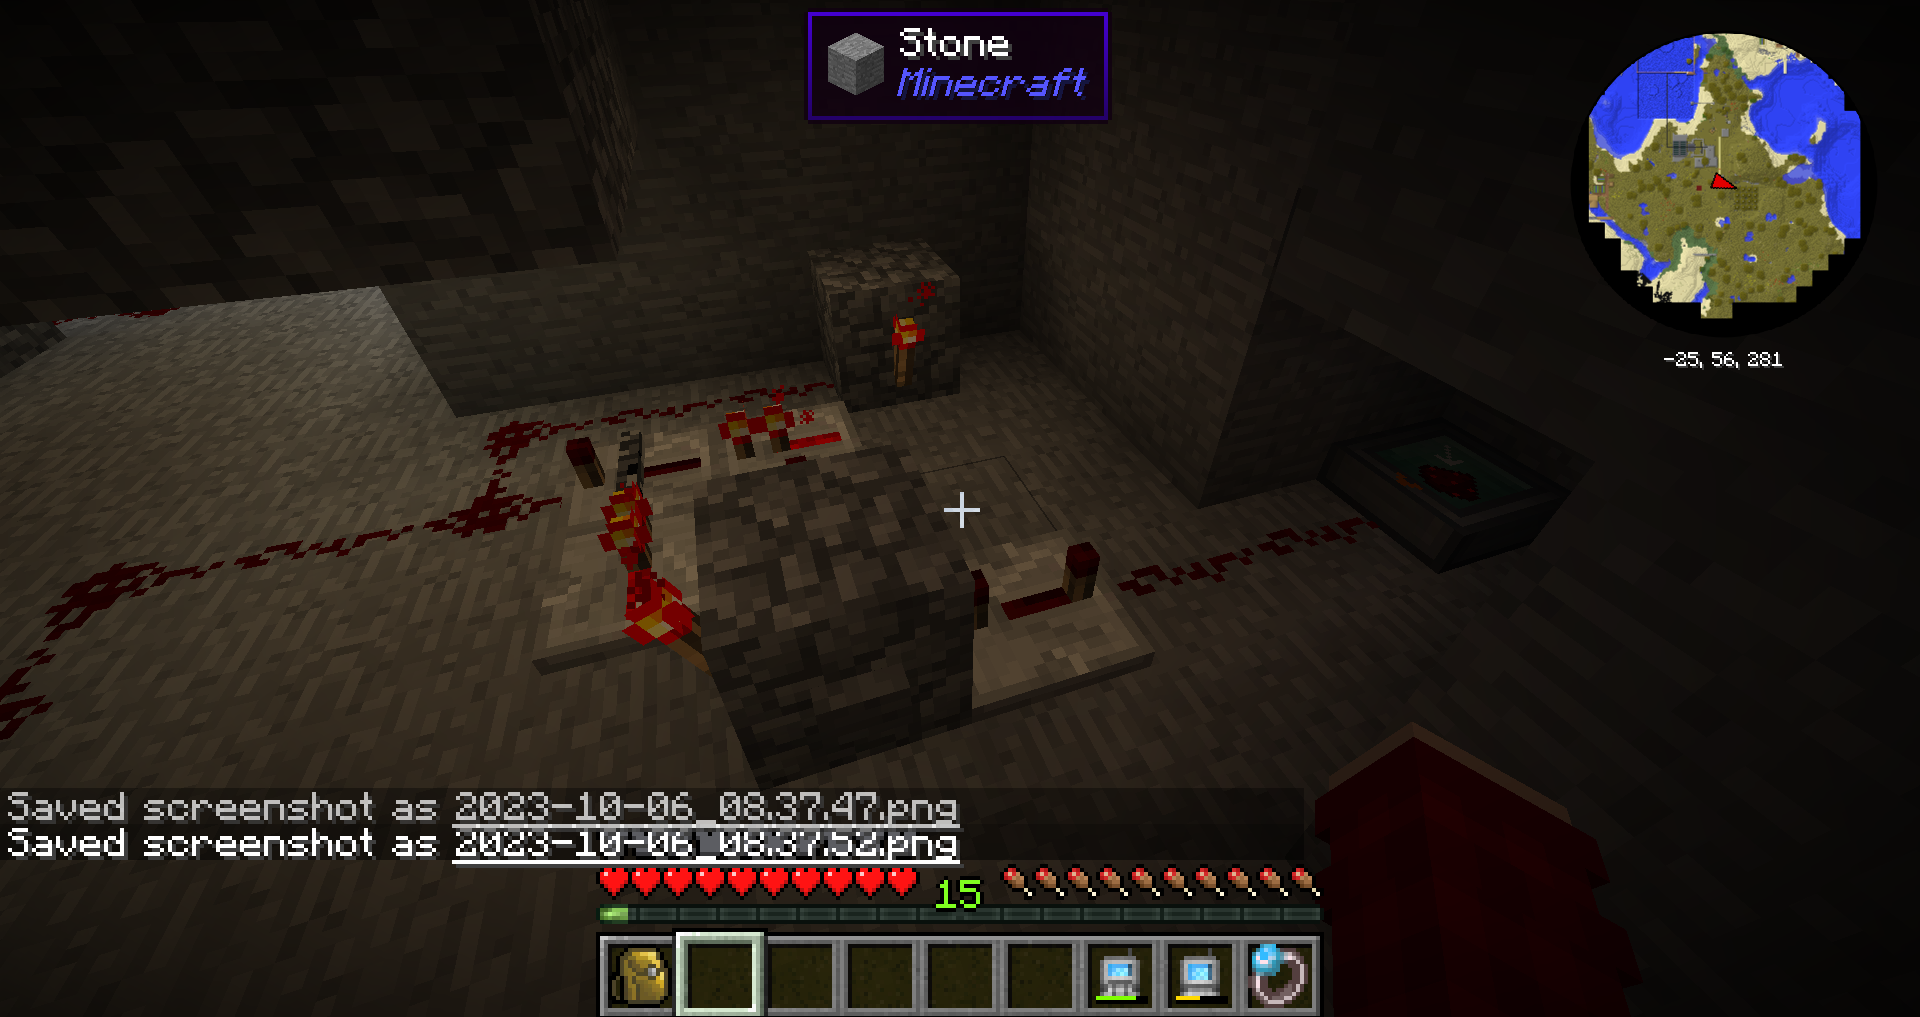 Stone
Minecraft
-25, 56, 281
Saved screenshot as 2023-10-06_08.37.47.png
Saved screenshot as 2023-10-06_08.37.52.png
15